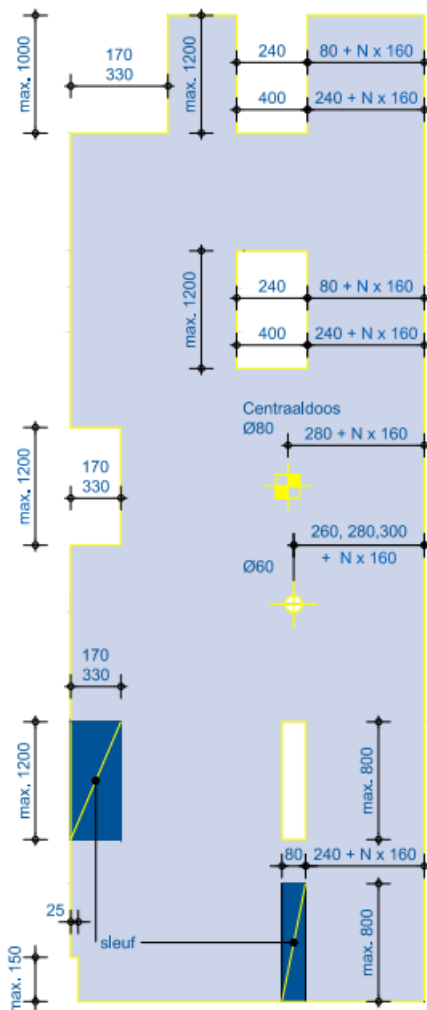 max. 1000
170
330
max. 1200
240
80 + N x 160
400
240 + N x 160
max. 1200
240
80 + N x 160
400
240 + N x 160
Centraaldoos
Ø80
280 + N x 160
max. 1200
170
330
260, 280,300
+ N x 160
Ø60
170
330
max. 1200
max. 800
80
240 + N x 160
25
sleuf
max. 800
max. 150